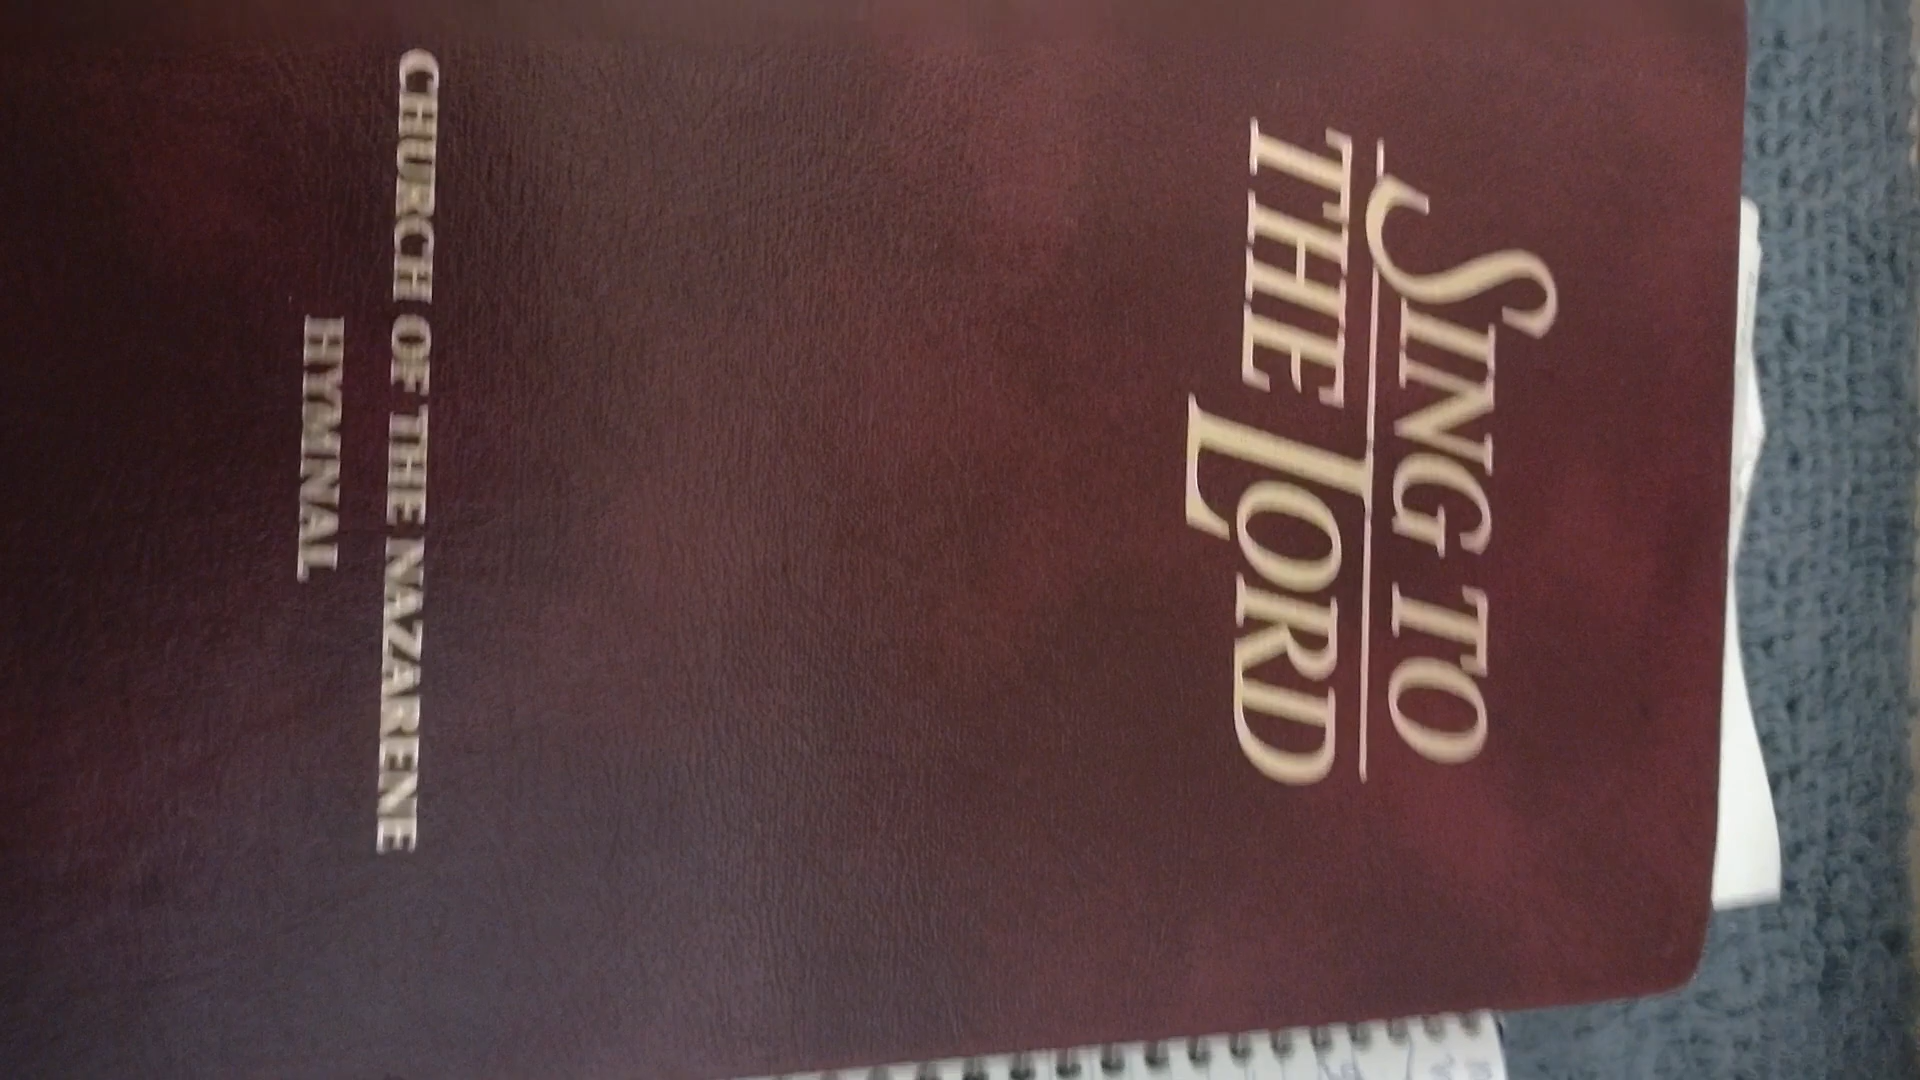 SING TO
THE LORD
CHURCH OF THE NAZARENE
HYMNAL